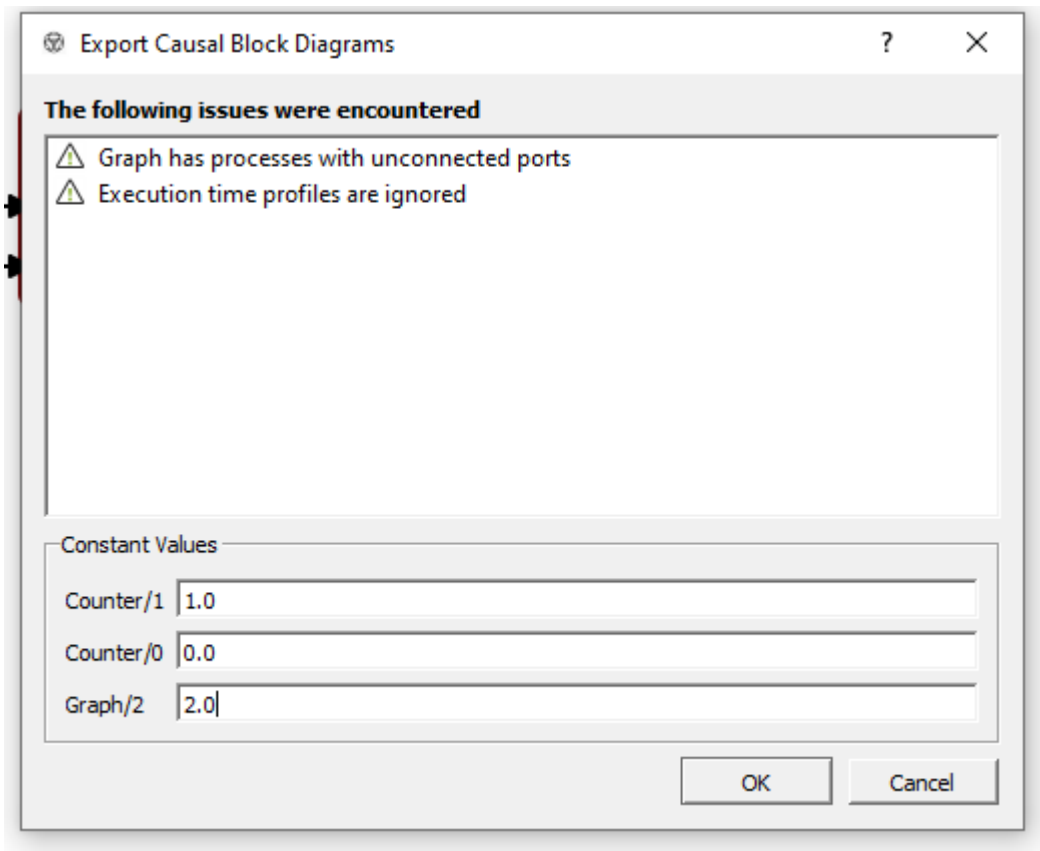 Export Causal Block Diagrams ?
The following issues were encountered
Graph has processes with unconnected ports
Execution time profiles are ignored
Constant Values
Counter/1 1.0
Counter/0 0.0
Graph/2 2.0
OK Cancel